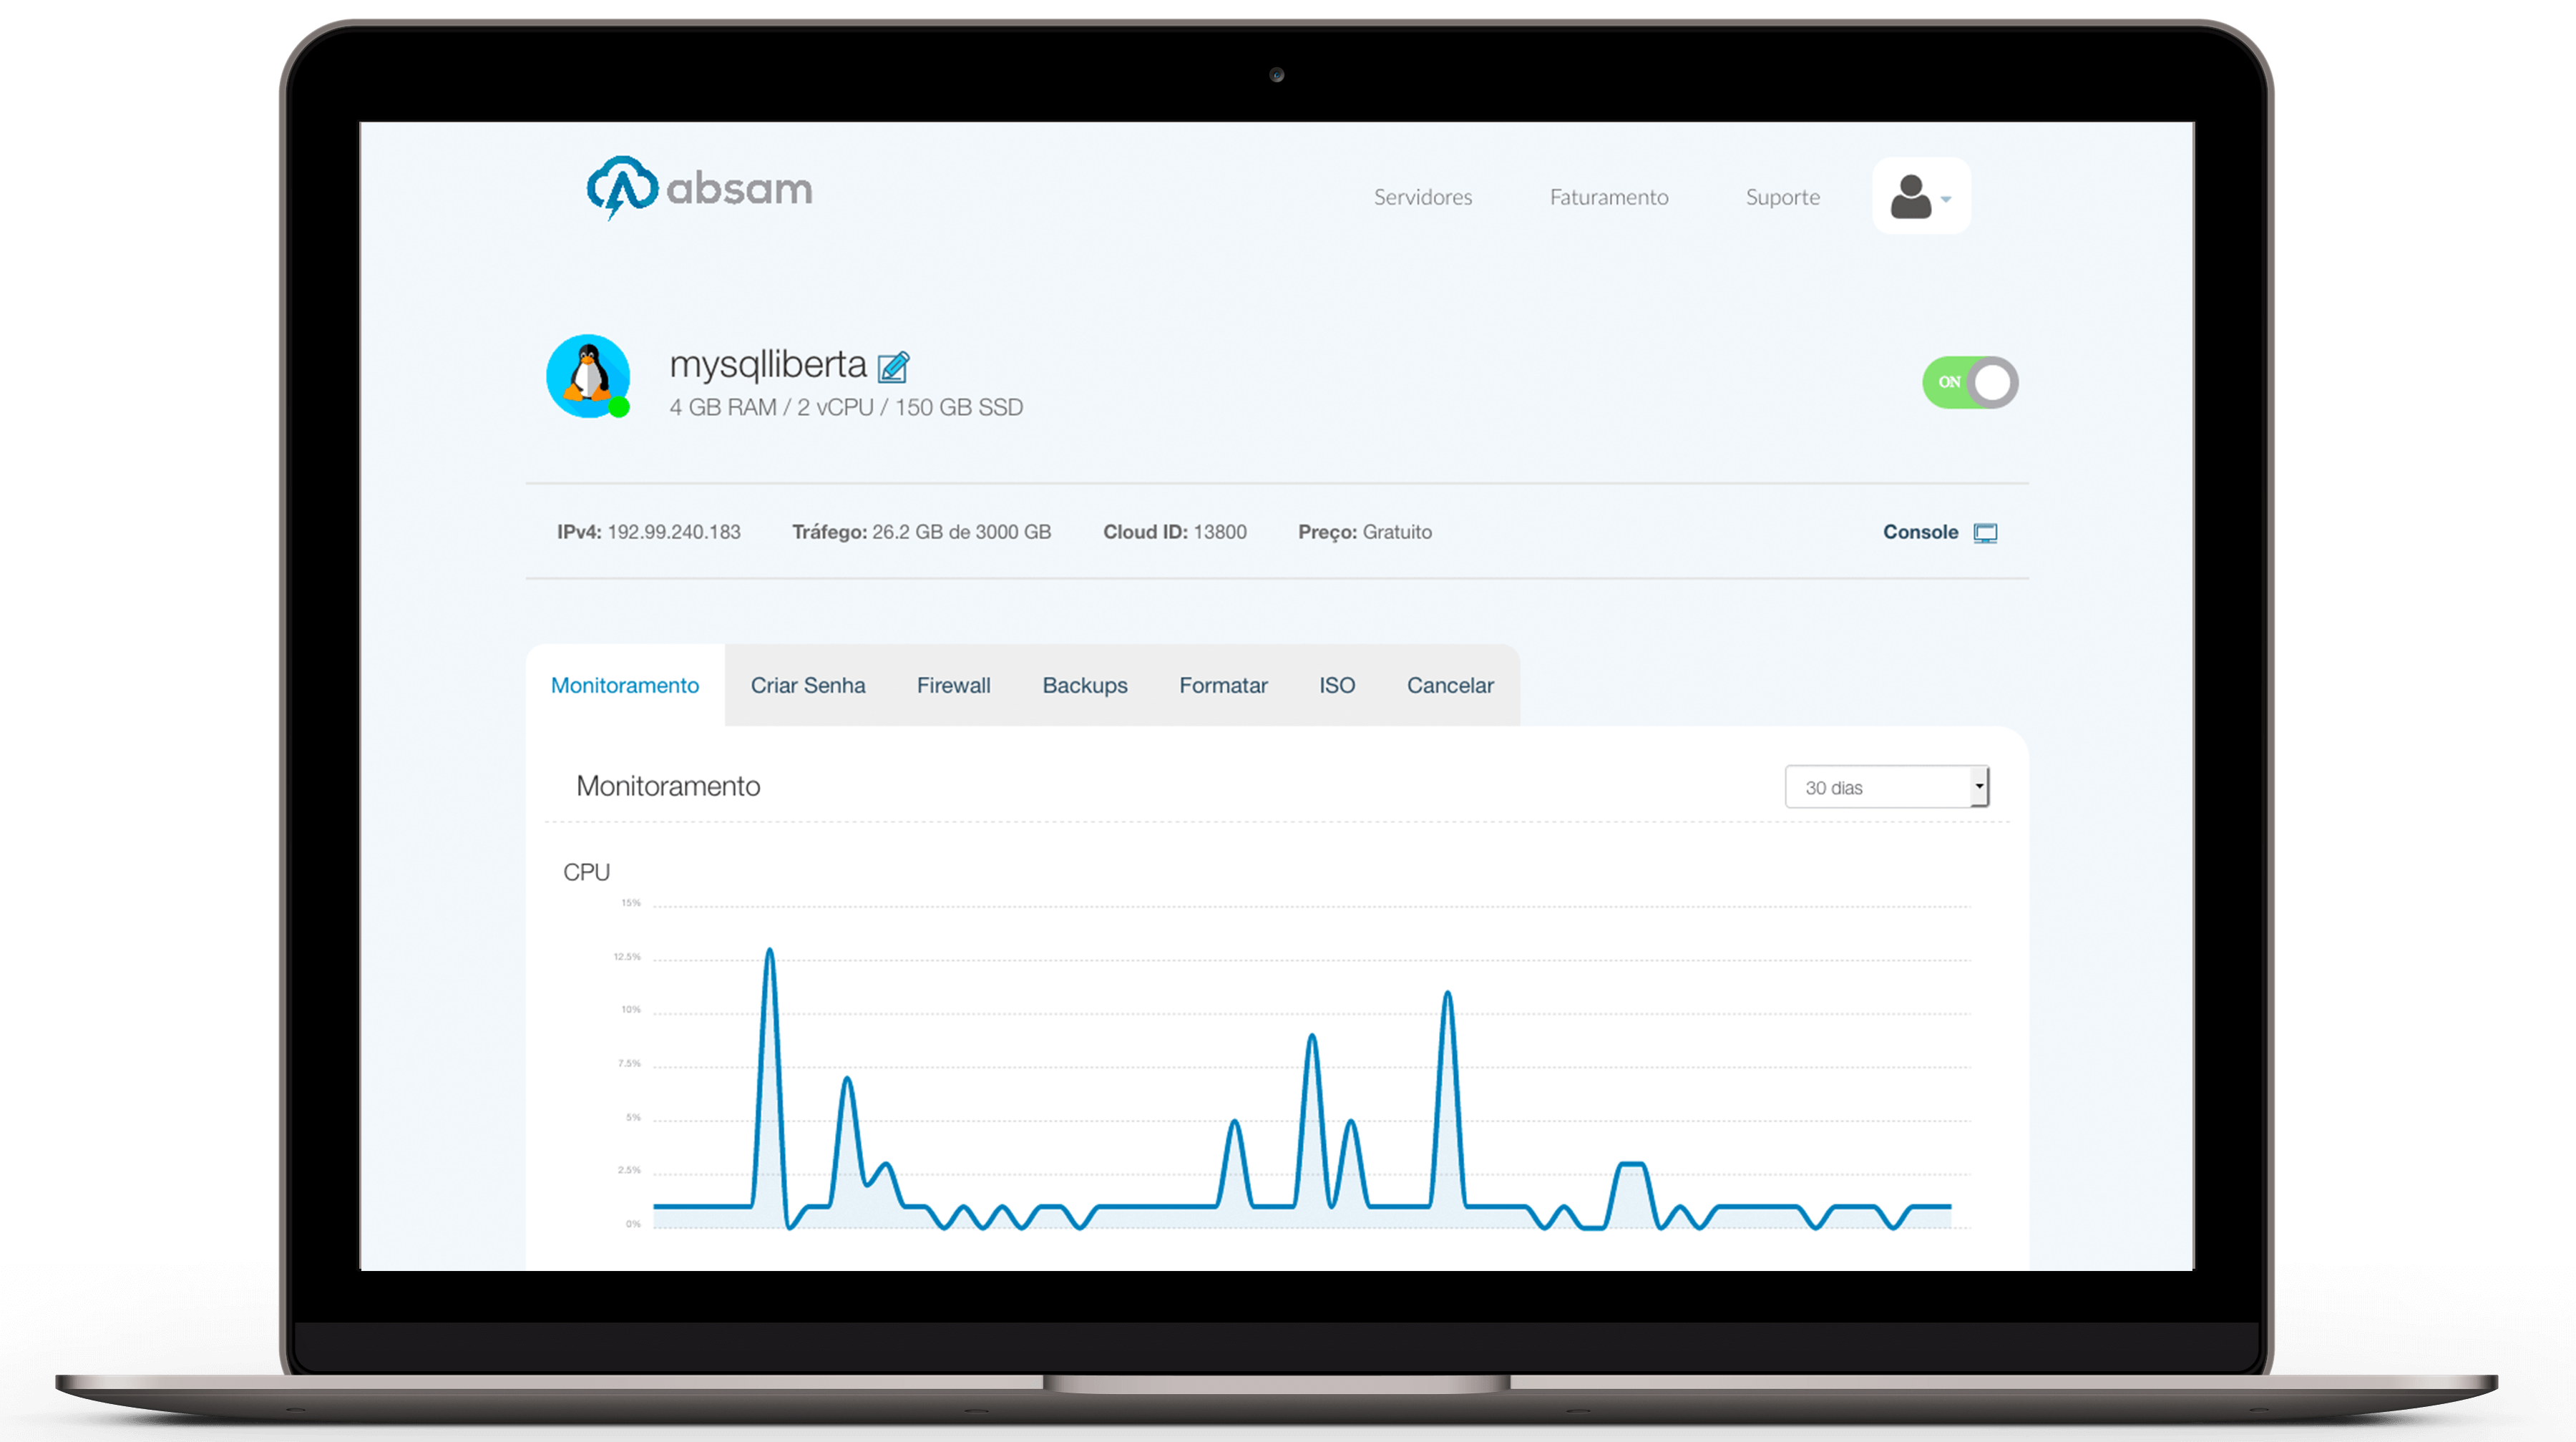 absam
Servidores Faturamento Suporte
mysqlliberta
ON
4 GB RAM / 2 vCPU / 150 GB SSD
IPv4: 192.99.240.183 Tráfego: 26.2 GB de 3000 GB Cloud ID: 13800 Preço: Gratuito Console
Monitoramento Criar Senha Firewall Backups Formatar ISO Cancelar
Monitoramento 30 dias
CPU
15%
12.5%
10%
7.5%
5%
2.5%
0%